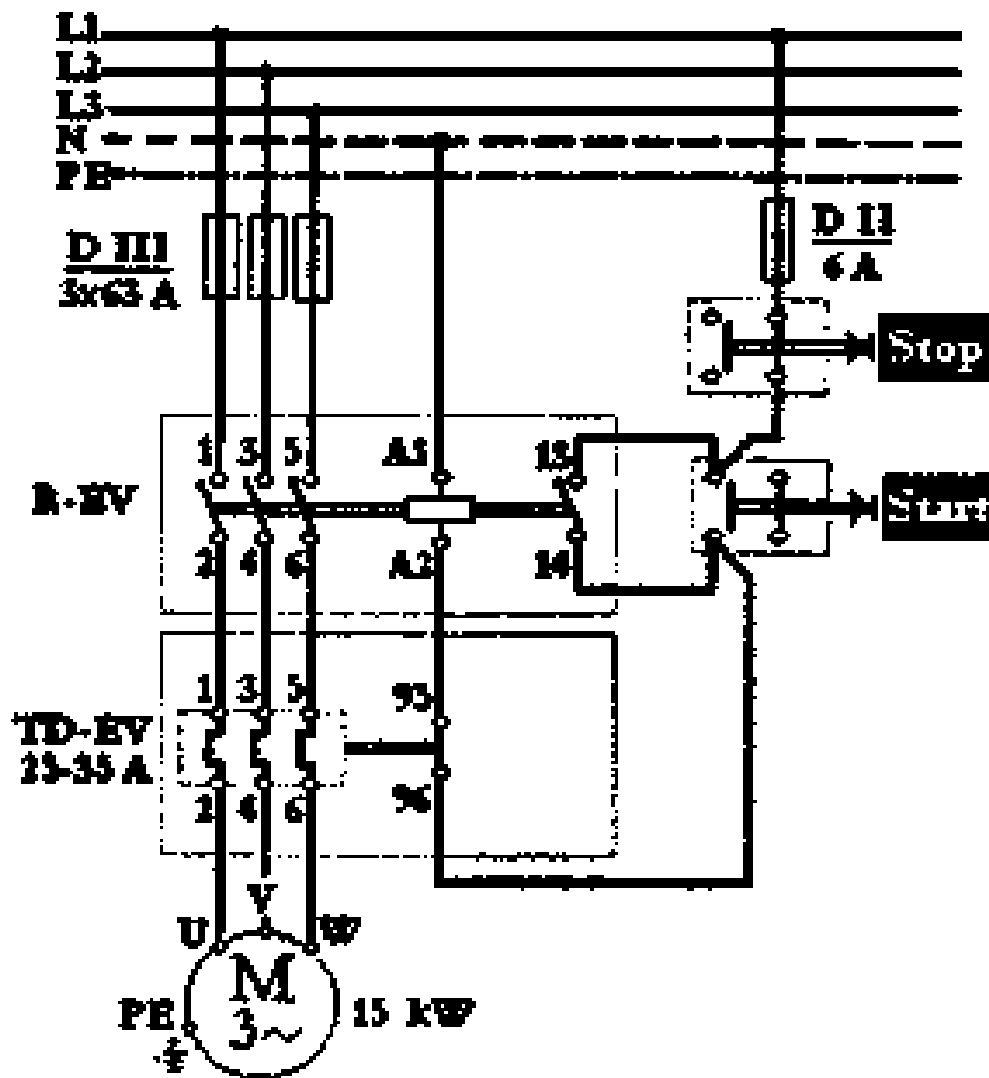 L1
L2
L3
N
PE
D III
3x63 A
D II
6 A
Stop
1 3 5 A1 13
R-EV
Start
2 4 6 A2 14
1 3 5 95
TD-EV
23-35 A
2 4 6 96
V
U W
M
3~
PE
15 kW